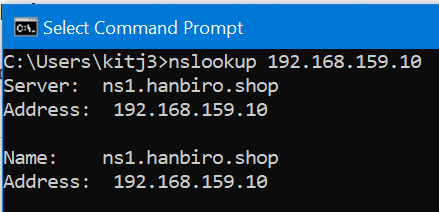 Select Command Prompt
C:\Users\kitj3>nslookup 192.168.159.10
Server:  ns1.hanbiro.shop
Address:  192.168.159.10
Name:    ns1.hanbiro.shop
Address:  192.168.159.10